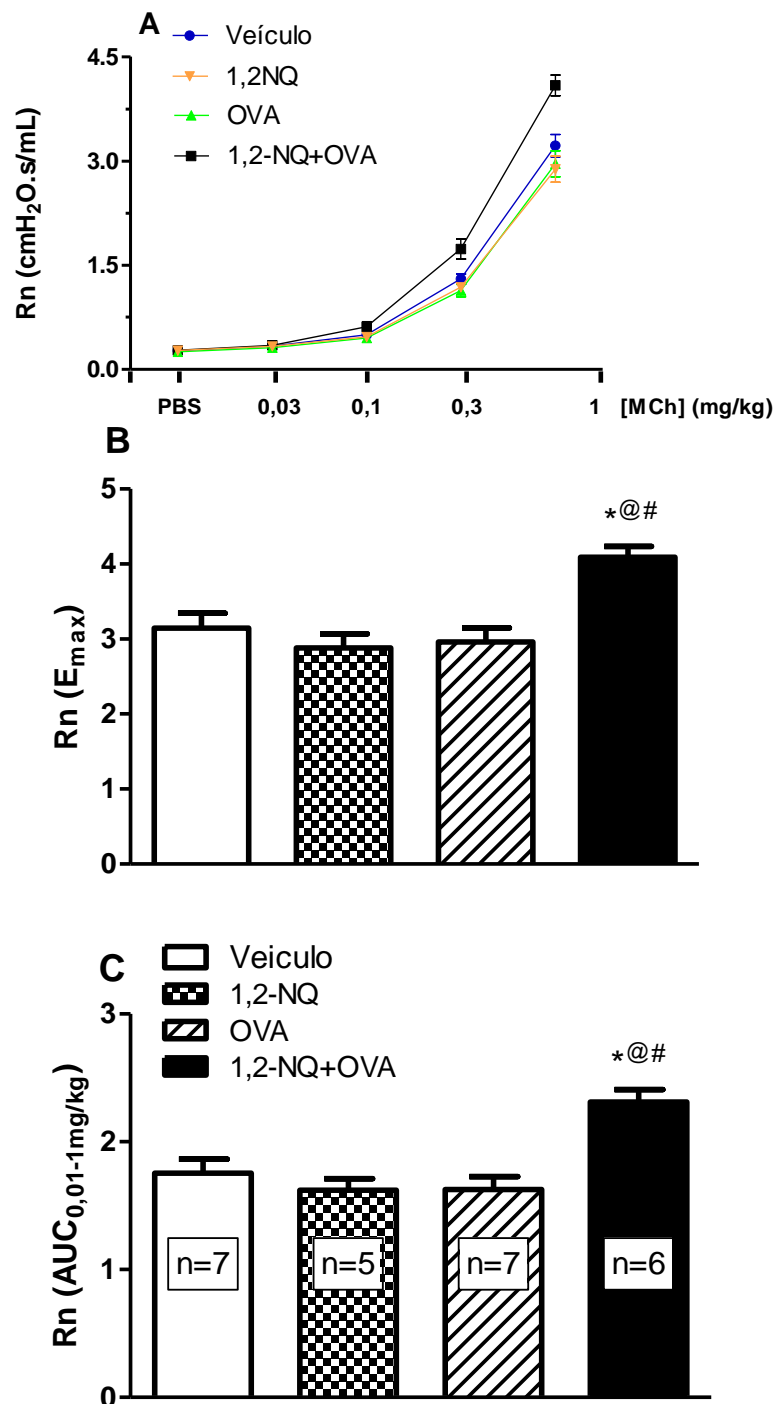 A
Veículo
1,2NQ
OVA
1,2-NQ+OVA
Rn (cmH2O.s/mL)
4.5
3.0
1.5
0.0
PBS 0,03 0,1 0,3 1 [MCh] (mg/kg)
B
Rn (Emax)
5
4
3
2
1
0
*@#
C
Veiculo
1,2-NQ
OVA
1,2-NQ+OVA
Rn (AUC0,01-1mg/kg)
3
2
1
0
*@#
n=7 n=5 n=7 n=6